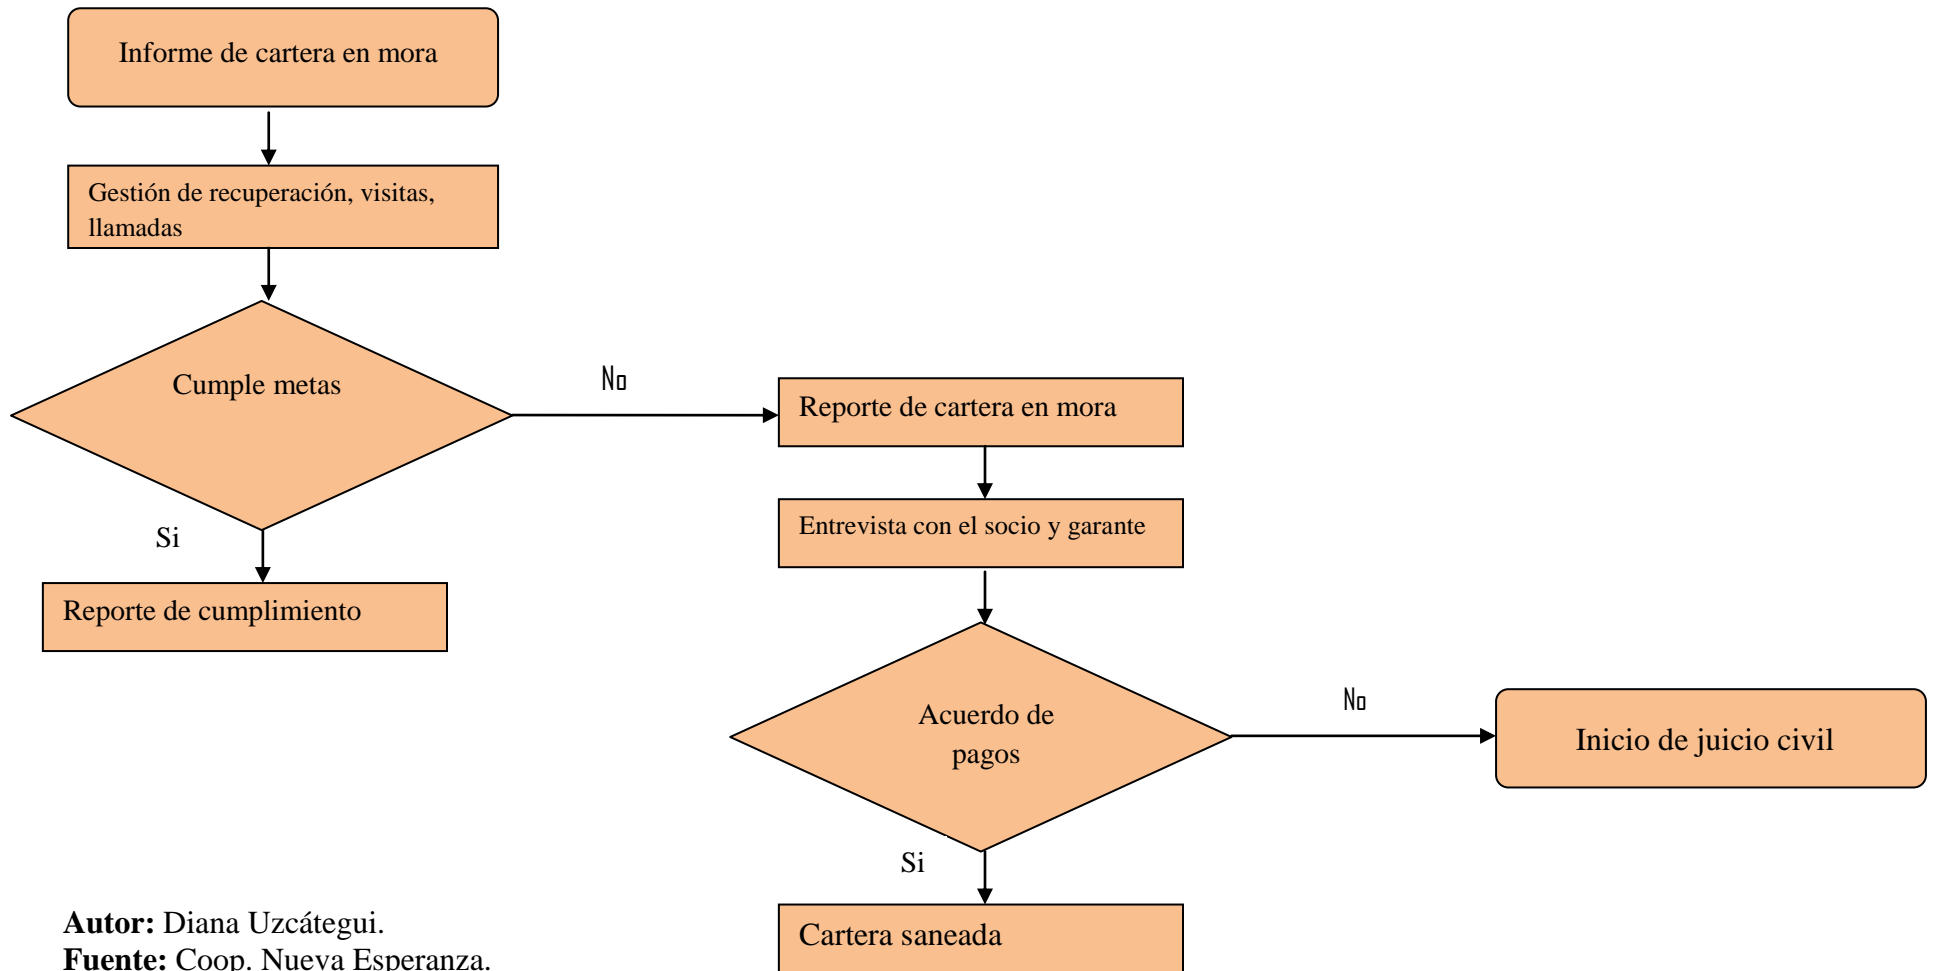 Informe de cartera en mora
Gestión de recuperación, visitas,
llamadas
Cumple metas
No
Reporte de cartera en mora
Entrevista con el socio y garante
Si
Reporte de cumplimiento
Acuerdo de
pagos
No
Inicio de juicio civil
Si
Cartera saneada
Autor: Diana Uzcátegui.
Fuente: Coop. Nueva Esperanza.